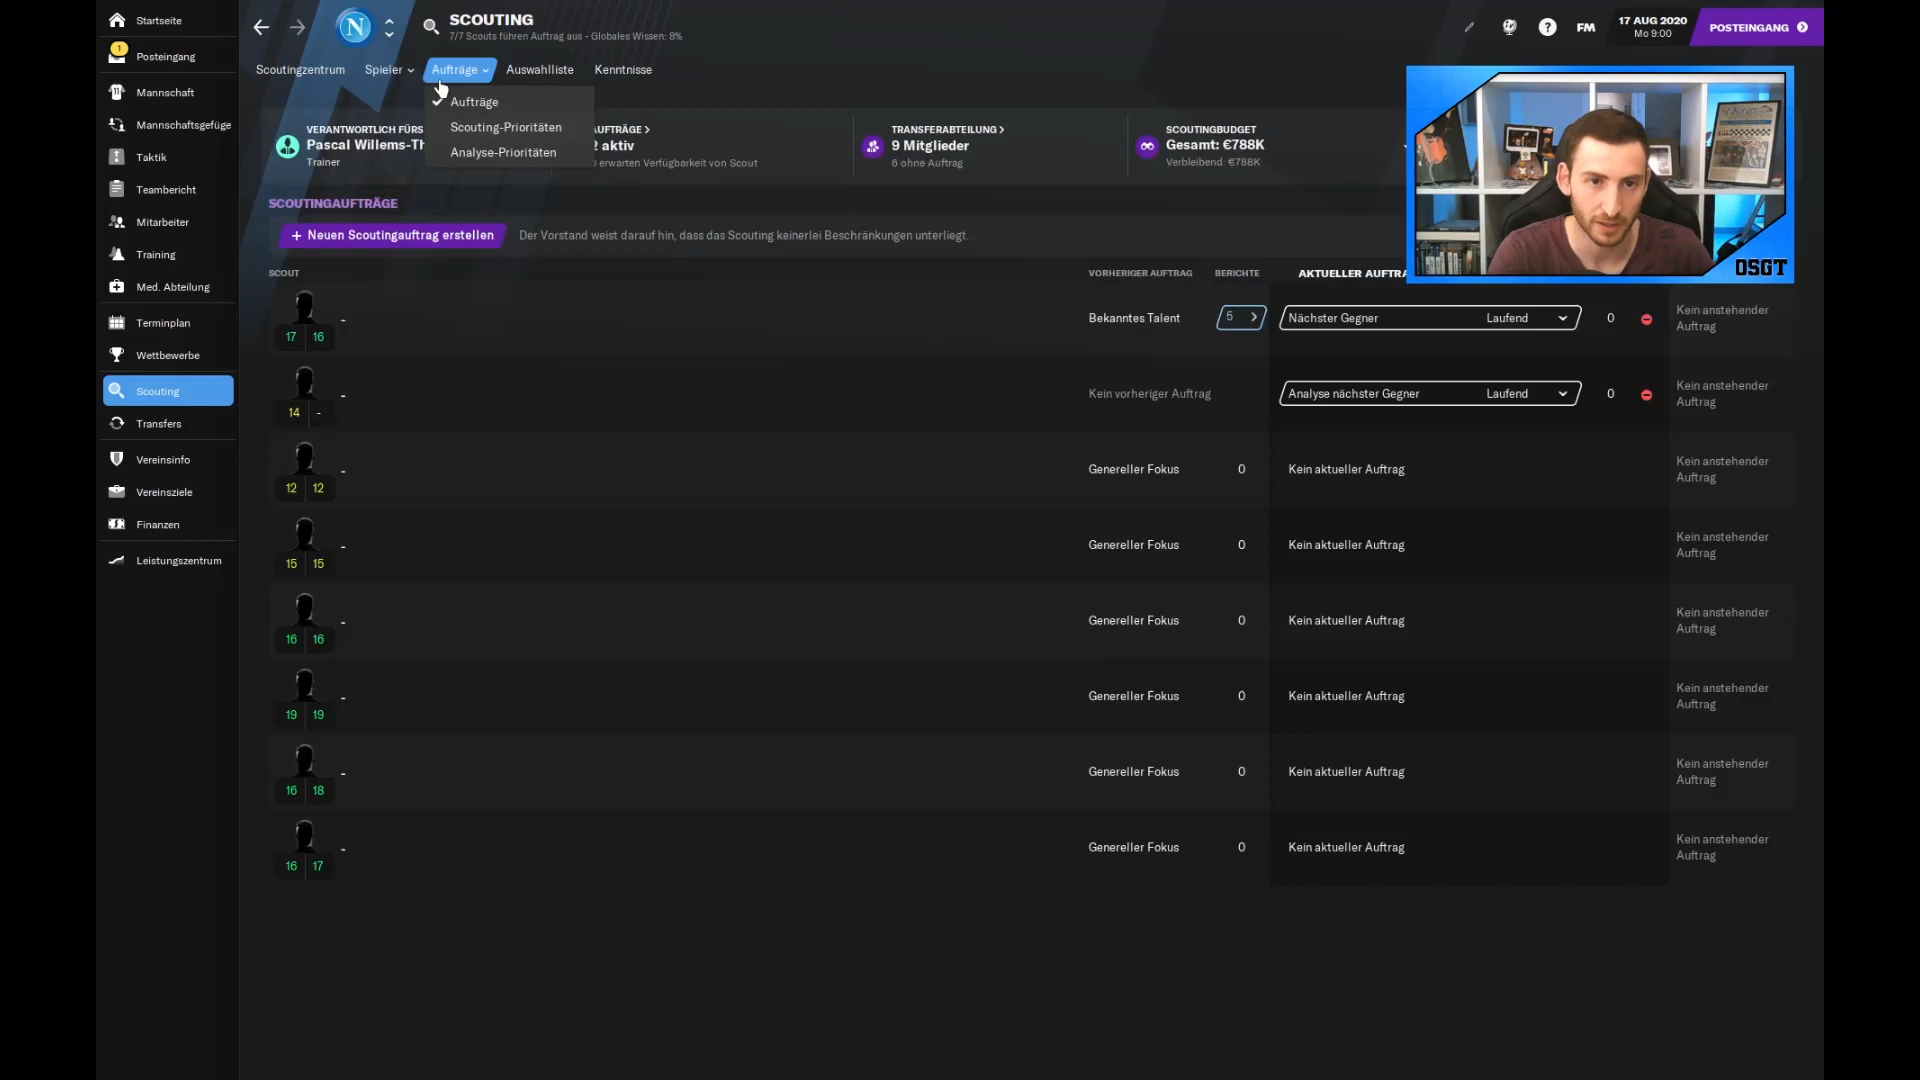 Startseite
1
Posteingang
Mannschaft
Mannschaftsgefüge
Taktik
Teambericht
Mitarbeiter
Training
Med. Abteilung
Terminplan
Wettbewerbe
Scouting
Transfers
Vereinsinfo
Vereinsziele
Finanzen
Leistungszentrum
N
SCOUTING
7/7 Scouts führen Auftrag aus - Globales Wissen: 8%
?
FM
17 AUG 2020
Mo 9:00
POSTEINGANG
Scoutingzentrum
Spieler
Aufträge
Auswahlliste
Kenntnisse
Aufträge
Scouting-Prioritäten
Analyse-Prioritäten
VERANTWORTLICH FÜRS
Pascal Willems-Th
Trainer
AUFTRÄGE
2 aktiv
erwarten Verfügbarkeit von Scout
TRANSFERABTEILUNG
9 Mitglieder
6 ohne Auftrag
SCOUTINGBUDGET
Gesamt: €788K
Verbleibend: €788K
OSGT
SCOUTINGAUFTRÄGE
+ Neuen Scoutingauftrag erstellen
Der Vorstand weist darauf hin, dass das Scouting keinerlei Beschränkungen unterliegt.
SCOUT VORHERIGER AUFTRAG BERICHTE AKTUELLER AUFTRA
17 16 - Bekanntes Talent 5 Nächster Gegner Laufend 0 Kein anstehender
Auftrag
14 - - Kein vorheriger Auftrag Analyse nächster Gegner Laufend 0 Kein anstehender
Auftrag
12 12 - Genereller Fokus 0 Kein aktueller Auftrag Kein anstehender
Auftrag
15 15 - Genereller Fokus 0 Kein aktueller Auftrag Kein anstehender
Auftrag
16 16 - Genereller Fokus 0 Kein aktueller Auftrag Kein anstehender
Auftrag
19 19 - Genereller Fokus 0 Kein aktueller Auftrag Kein anstehender
Auftrag
16 18 - Genereller Fokus 0 Kein aktueller Auftrag Kein anstehender
Auftrag
16 17 - Genereller Fokus 0 Kein aktueller Auftrag Kein anstehender
Auftrag